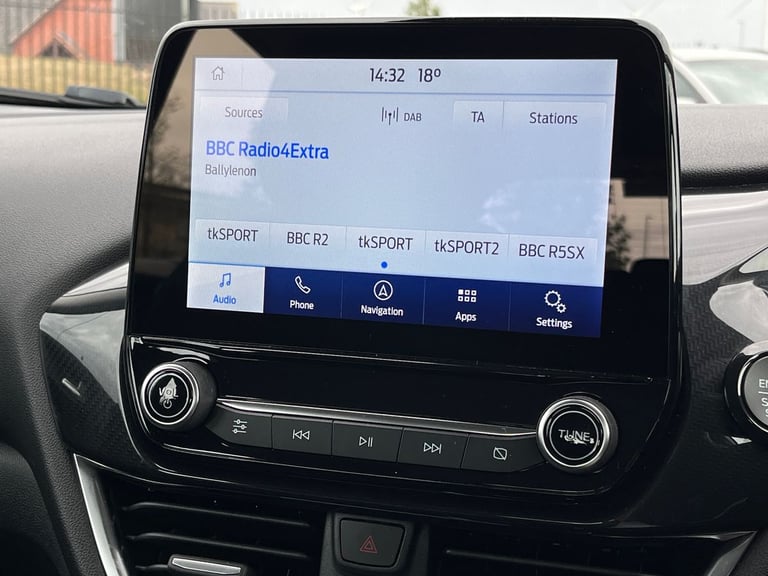 14:32 18º
Sources DAB TA Stations
BBC Radio4Extra
Ballylenon
tkSPORT BBC R2 tkSPORT tkSPORT2 BBC R5SX
Audio Phone Navigation Apps Settings
VOL TUNE